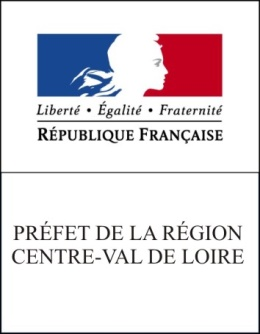 Liberté • Égalité • Fraternité
RÉPUBLIQUE FRANÇAISE
PRÉFET DE LA RÉGION
CENTRE-VAL DE LOIRE